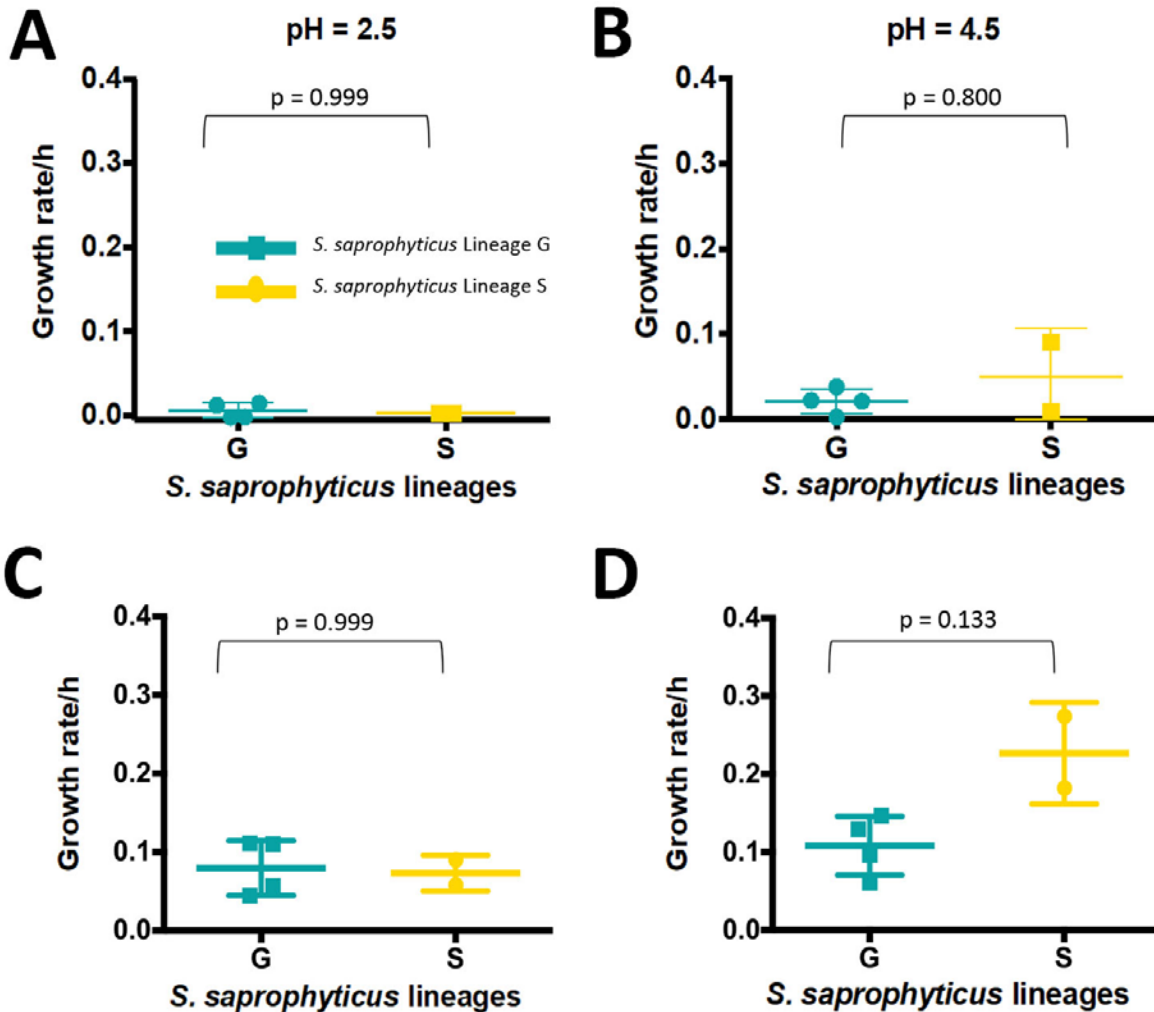 A
pH = 2.5
0.4
0.3
0.2
0.1
0.0
Growth rate/h
p = 0.999
S. saprophyticus Lineage G
S. saprophyticus Lineage S
G
S
S. saprophyticus lineages
B
pH = 4.5
0.4
0.3
0.2
0.1
0.0
Growth rate/h
p = 0.800
G
S
S. saprophyticus lineages
C
0.4
0.3
0.2
0.1
0.0
Growth rate/h
p = 0.999
G
S
S. saprophyticus lineages
D
0.4
0.3
0.2
0.1
0.0
Growth rate/h
p = 0.133
G
S
S. saprophyticus lineages